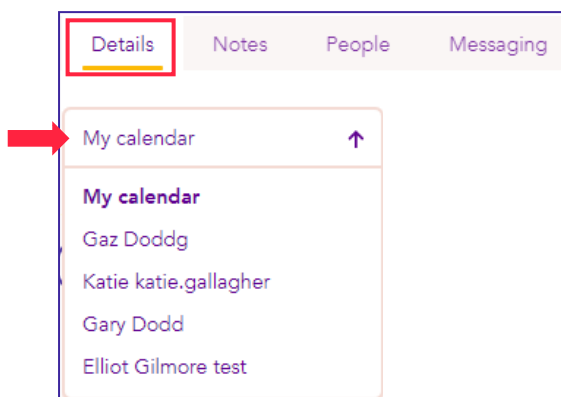 Details Notes People Messaging
My calendar
My calendar
Gaz Doddg
Katie katie.gallagher
Gary Dodd
Elliot Gilmore test